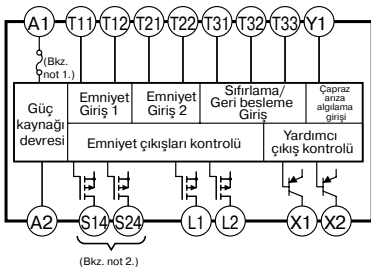 A1 T11 T12 T21 T22 T31 T32 T33 Y1
(Bkz.
not 1.)
Güç
kaynağı
devresi
Emniyet
Giriş 1
Emniyet
Giriş 2
Sıfırlama/
Geri besleme
Giriş
Çapraz
arıza
algılama
girişi
Emniyet çıkışları kontrolü
Yardımcı
çıkış kontrolü
A2 S14 S24 L1 L2 X1 X2
(Bkz. not 2.)